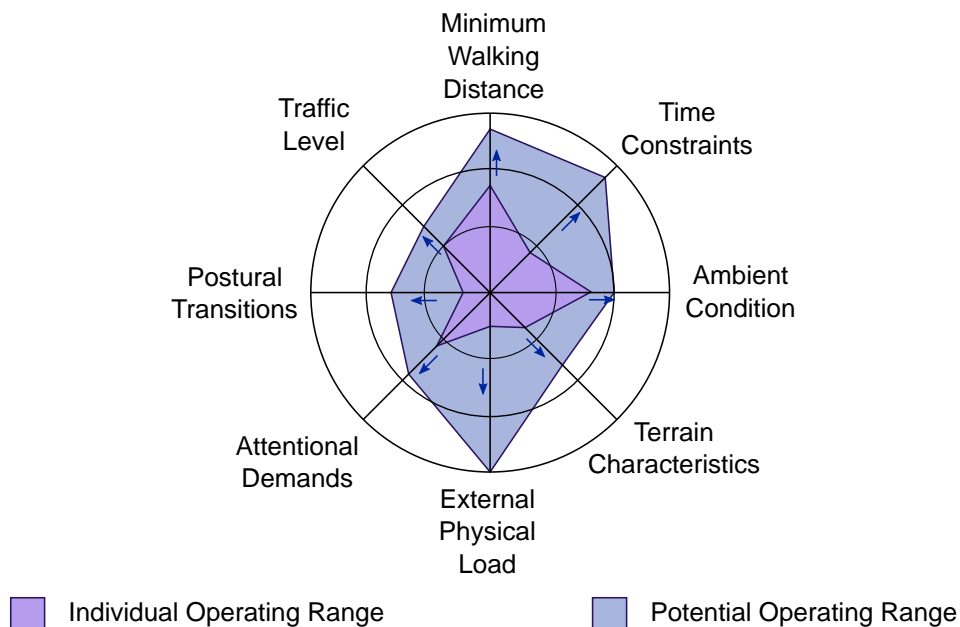 Minimum
Walking
Distance
Time
Constraints
Ambient
Condition
Terrain
Characteristics
External
Physical
Load
Attentional
Demands
Postural
Transitions
Traffic
Level
Individual Operating Range
Potential Operating Range